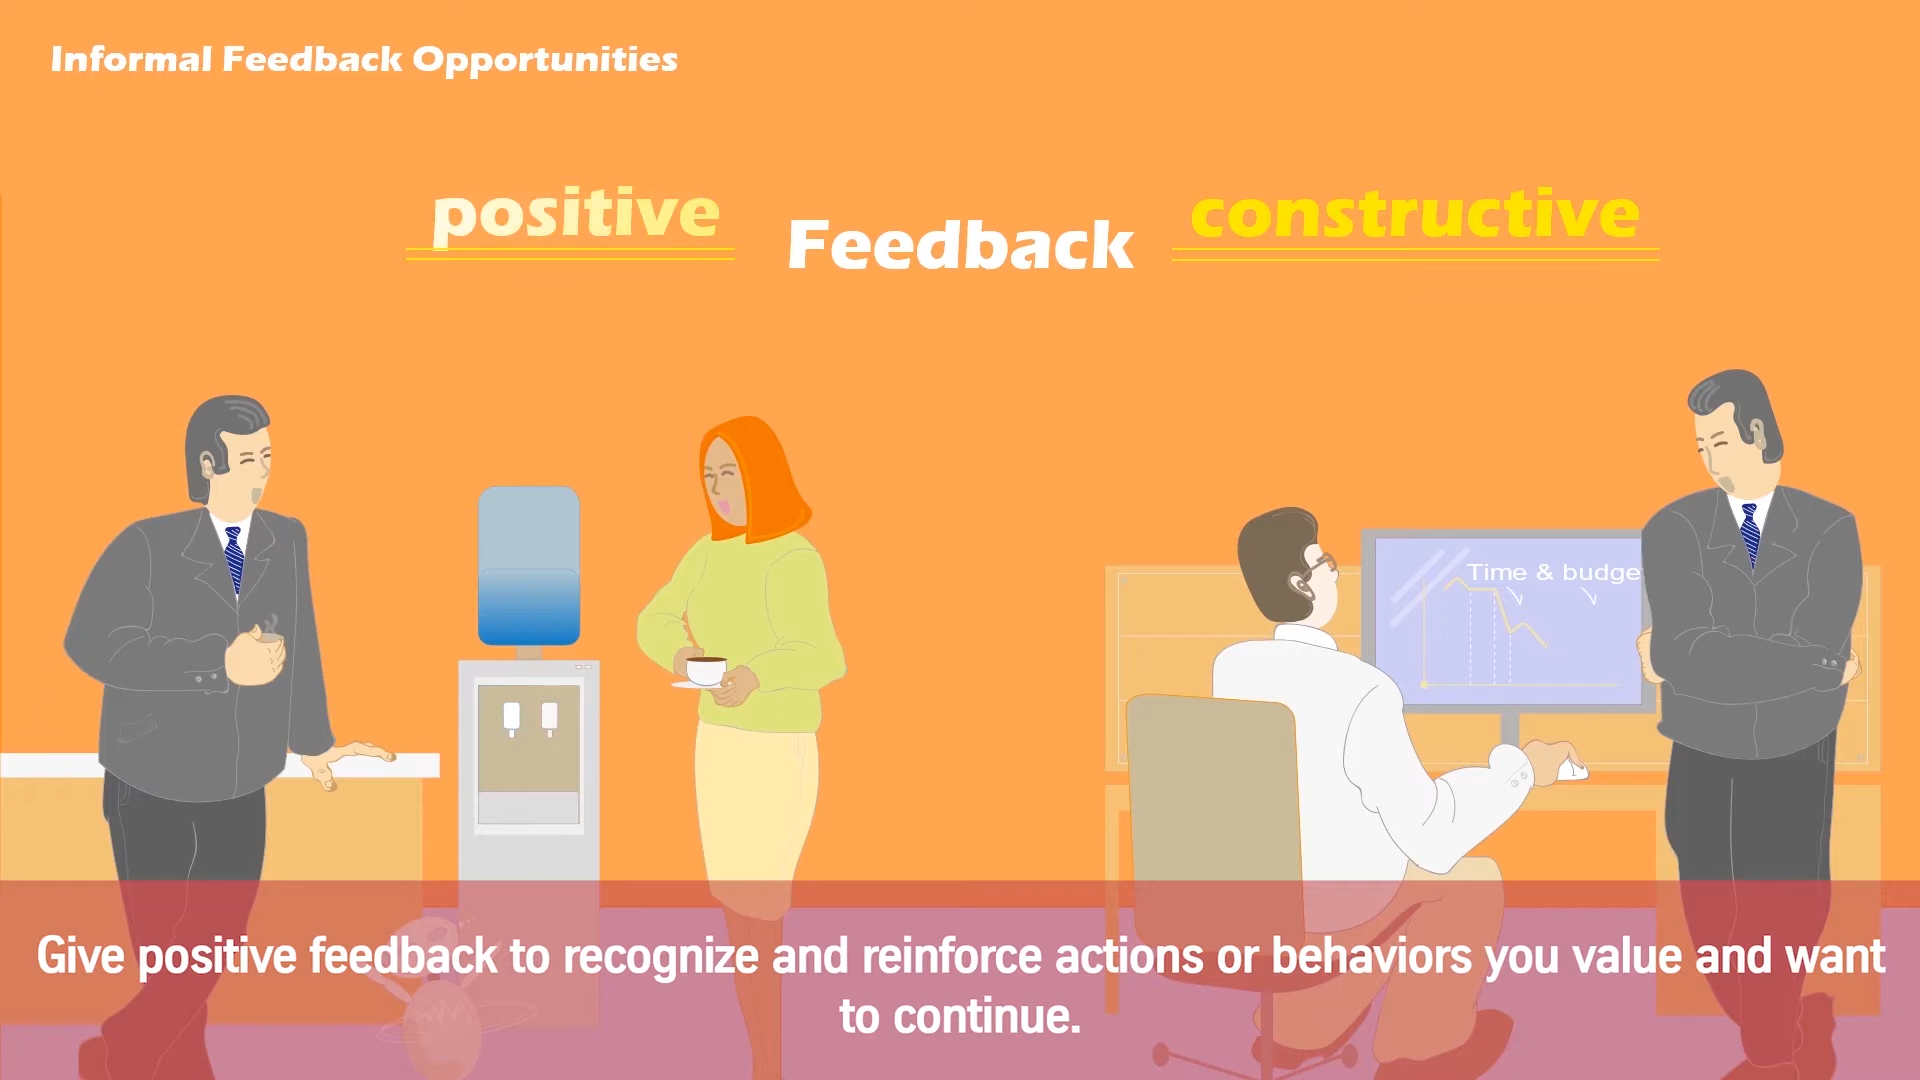 Informal Feedback Opportunities
positive
Feedback
constructive
Time & budge
Give positive feedback to recognize and reinforce actions or behaviors you value and want
to continue.